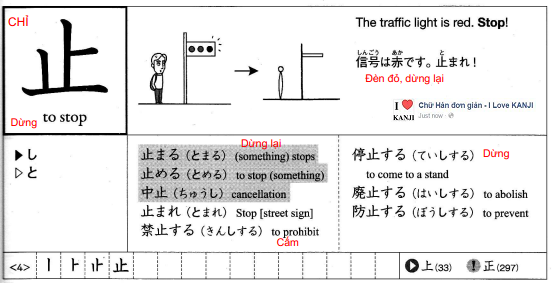 CHỈ
止
Dừng to stop
The traffic light is red. Stop!
しんごう あか と
信号は赤です。止まれ！
Đèn đỏ, dừng lại
I ❤ KANJI
Chữ Hán đơn giản - I Love KANJI
Just now
▶ し
▷ と
Dừng lại
止まる（とまる） (something) stops
止める（とめる） to stop (something)
中止（ちゅうし） cancellation
止まれ（とまれ） Stop [street sign]
禁止する（きんしする） to prohibit
Cấm
停止する（ていしする） Dừng
to come to a stand
廃止する（はいしする） to abolish
防止する（ぼうしする） to prevent
<4>
止
上(33) 正(297)